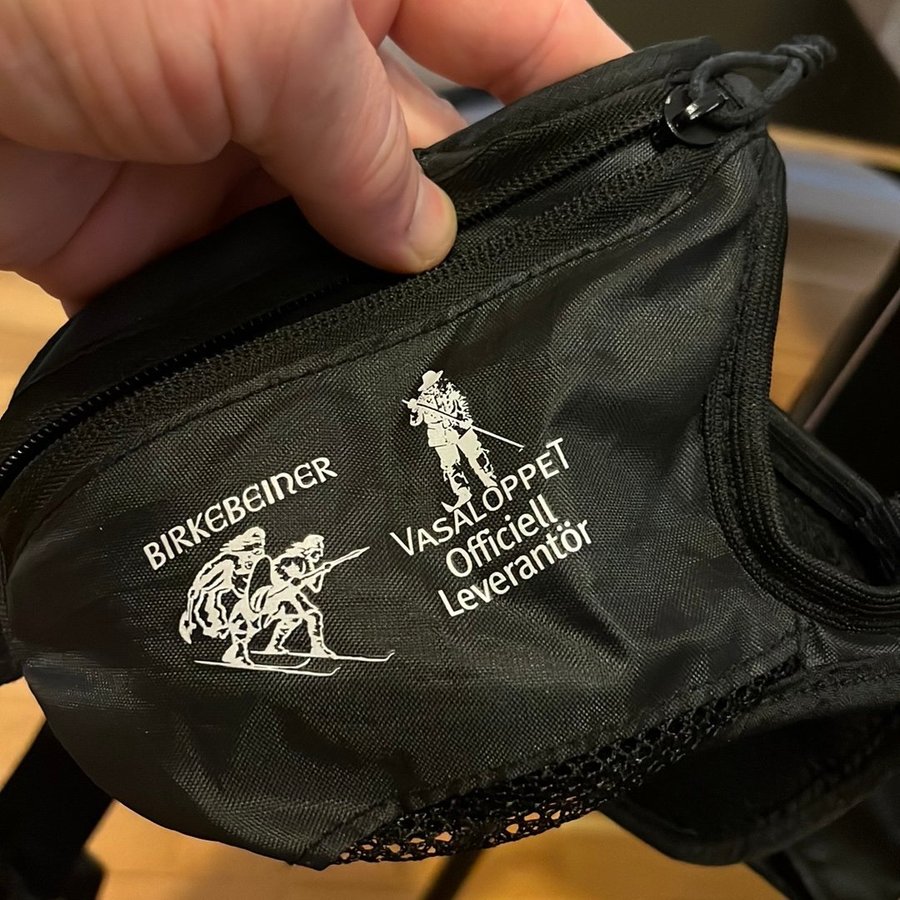 BIRKEBEINER
VASALOPPET
Officiell
Leverantör